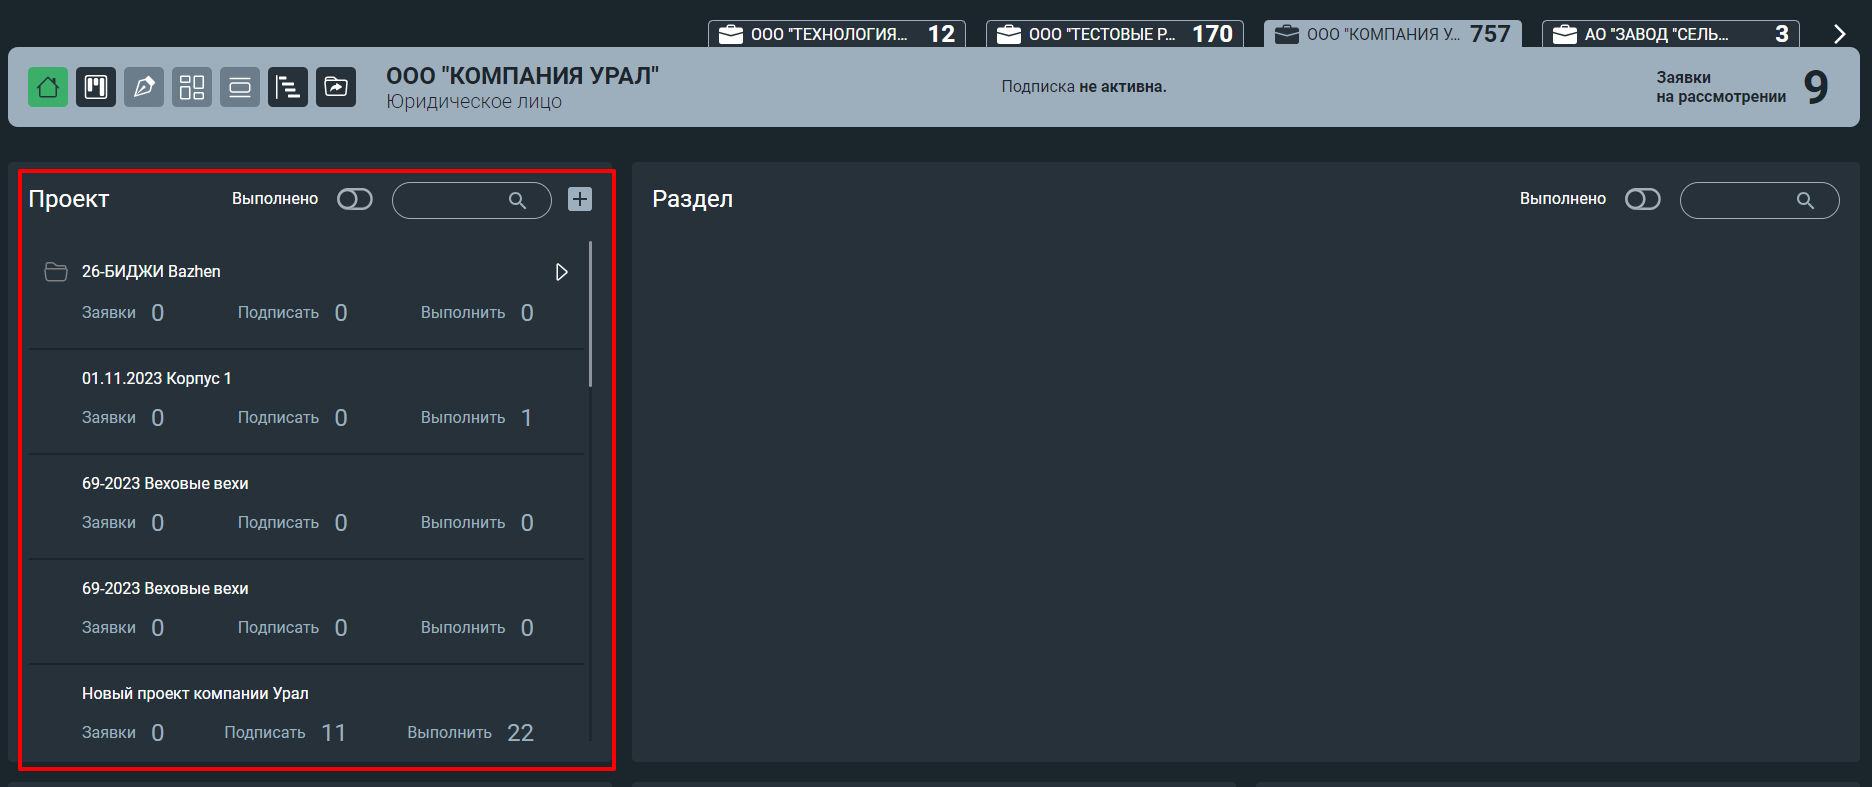 ООО "ТЕХНОЛОГИЯ... 12
ООО "ТЕСТОВЫЕ Р... 170
ООО "КОМПАНИЯ У... 757
АО "ЗАВОД "СЕЛЬ... 3
ООО "КОМПАНИЯ УРАЛ"
Юридическое лицо
Подписка не активна.
Заявки
на рассмотрении
9
Проект
Выполнено
26-БИДЖИ Bazhen
Заявки 0 Подписать 0 Выполнить 0
01.11.2023 Корпус 1
Заявки 0 Подписать 0 Выполнить 1
69-2023 Веховые вехи
Заявки 0 Подписать 0 Выполнить 0
69-2023 Веховые вехи
Заявки 0 Подписать 0 Выполнить 0
Новый проект компании Урал
Заявки 0 Подписать 11 Выполнить 22
Раздел
Выполнено